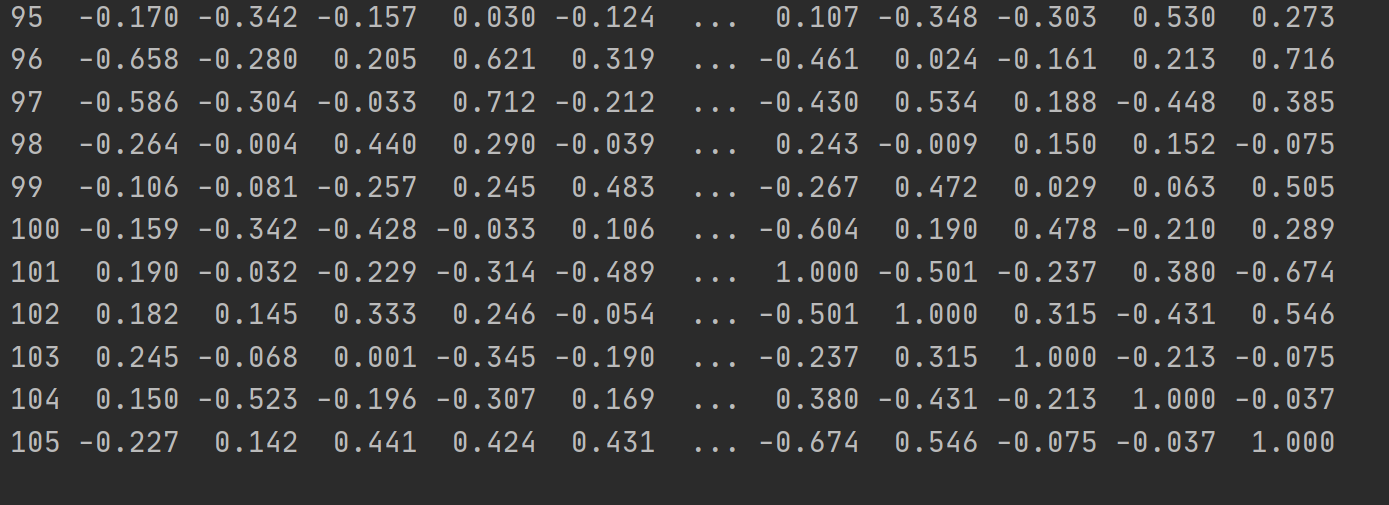 95 -0.170 -0.342 -0.157 0.030 -0.124 ... 0.107 -0.348 -0.303 0.530 0.273
96 -0.658 -0.280 0.205 0.621 0.319 ... -0.461 0.024 -0.161 0.213 0.716
97 -0.586 -0.304 -0.033 0.712 -0.212 ... -0.430 0.534 0.188 -0.448 0.385
98 -0.264 -0.004 0.440 0.290 -0.039 ... 0.243 -0.009 0.150 0.152 -0.075
99 -0.106 -0.081 -0.257 0.245 0.483 ... -0.267 0.472 0.029 0.063 0.505
100 -0.159 -0.342 -0.428 -0.033 0.106 ... -0.604 0.190 0.478 -0.210 0.289
101 0.190 -0.032 -0.229 -0.314 -0.489 ... 1.000 -0.501 -0.237 0.380 -0.674
102 0.182 0.145 0.333 0.246 -0.054 ... -0.501 1.000 0.315 -0.431 0.546
103 0.245 -0.068 0.001 -0.345 -0.190 ... -0.237 0.315 1.000 -0.213 -0.075
104 0.150 -0.523 -0.196 -0.307 0.169 ... 0.380 -0.431 -0.213 1.000 -0.037
105 -0.227 0.142 0.441 0.424 0.431 ... -0.674 0.546 -0.075 -0.037 1.000